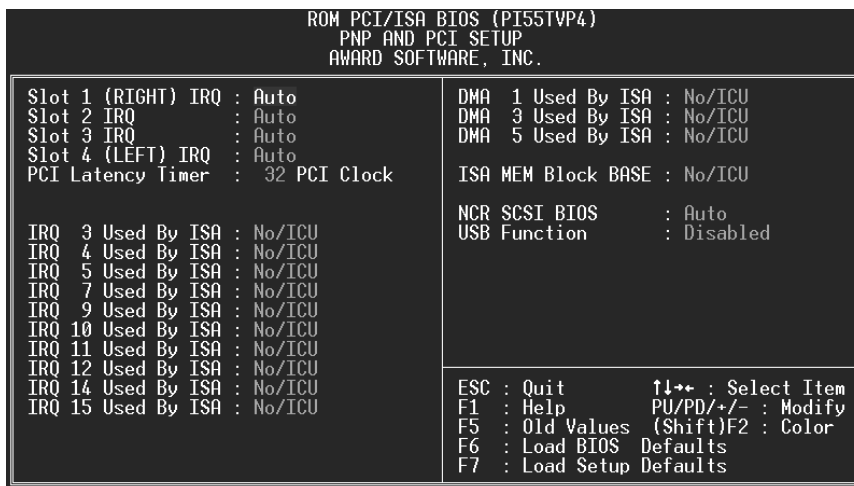 ROM PCI/ISA BIOS (PI55TVP4)
PNP AND PCI SETUP
AWARD SOFTWARE, INC.
Slot 1 (RIGHT) IRQ : Auto
Slot 2 IRQ : Auto
Slot 3 IRQ : Auto
Slot 4 (LEFT) IRQ : Auto
PCI Latency Timer : 32 PCI Clock
IRQ 3 Used By ISA : No/ICU
IRQ 4 Used By ISA : No/ICU
IRQ 5 Used By ISA : No/ICU
IRQ 7 Used By ISA : No/ICU
IRQ 9 Used By ISA : No/ICU
IRQ 10 Used By ISA : No/ICU
IRQ 11 Used By ISA : No/ICU
IRQ 12 Used By ISA : No/ICU
IRQ 14 Used By ISA : No/ICU
IRQ 15 Used By ISA : No/ICU
DMA 1 Used By ISA : No/ICU
DMA 3 Used By ISA : No/ICU
DMA 5 Used By ISA : No/ICU
ISA MEM Block BASE : No/ICU
NCR SCSI BIOS : Auto
USB Function : Disabled
ESC : Quit ↑↓→← : Select Item
F1 : Help PU/PD/+/- : Modify
F5 : Old Values (Shift)F2 : Color
F6 : Load BIOS Defaults
F7 : Load Setup Defaults